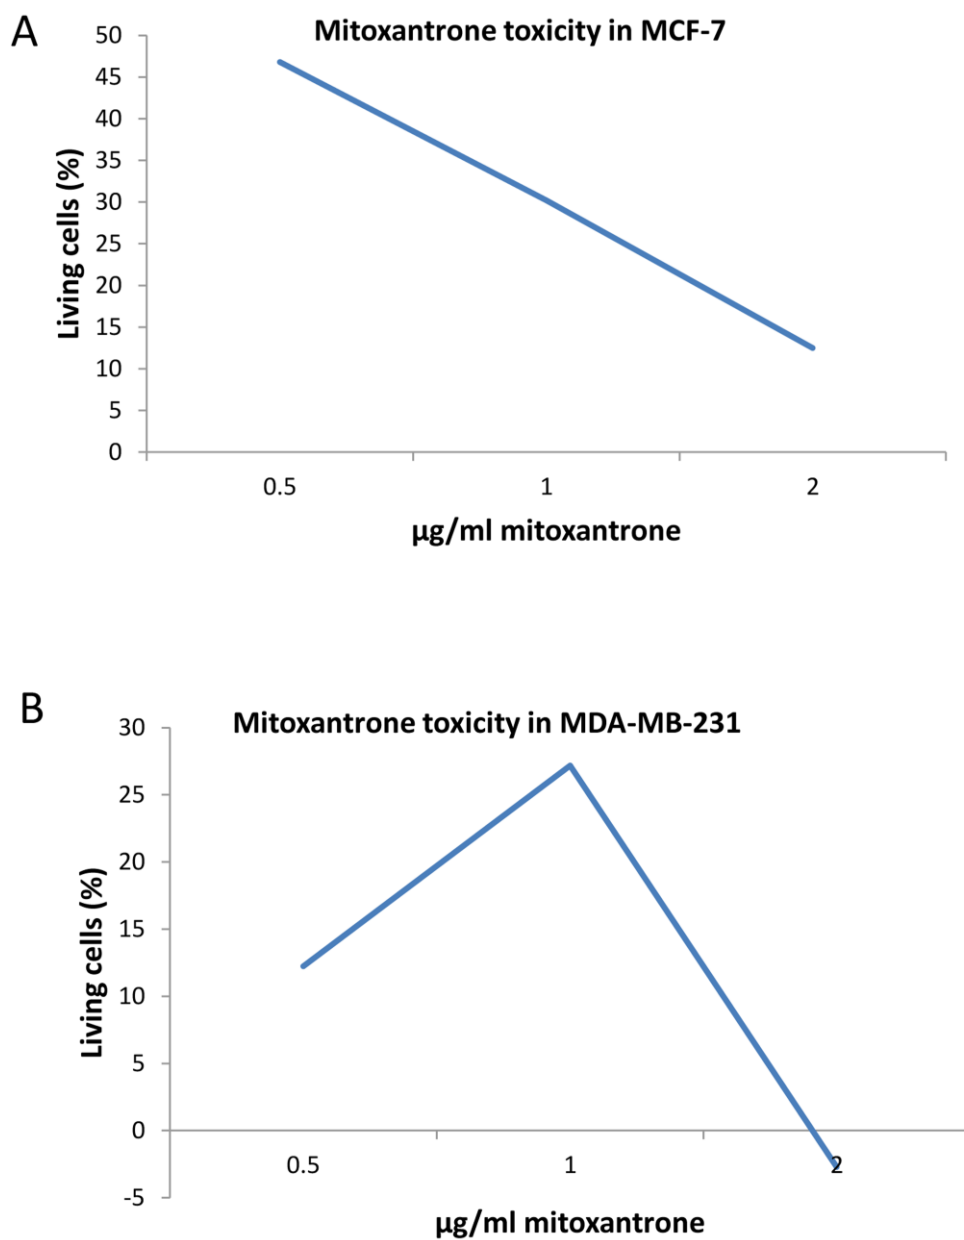 A
Mitoxantrone toxicity in MCF-7
50
45
40
35
30
25
20
15
10
5
0
Living cells (%)
0.5 1 2
µg/ml mitoxantrone
B
Mitoxantrone toxicity in MDA-MB-231
30
25
20
15
10
5
0
-5
Living cells (%)
0.5 1 2
µg/ml mitoxantrone